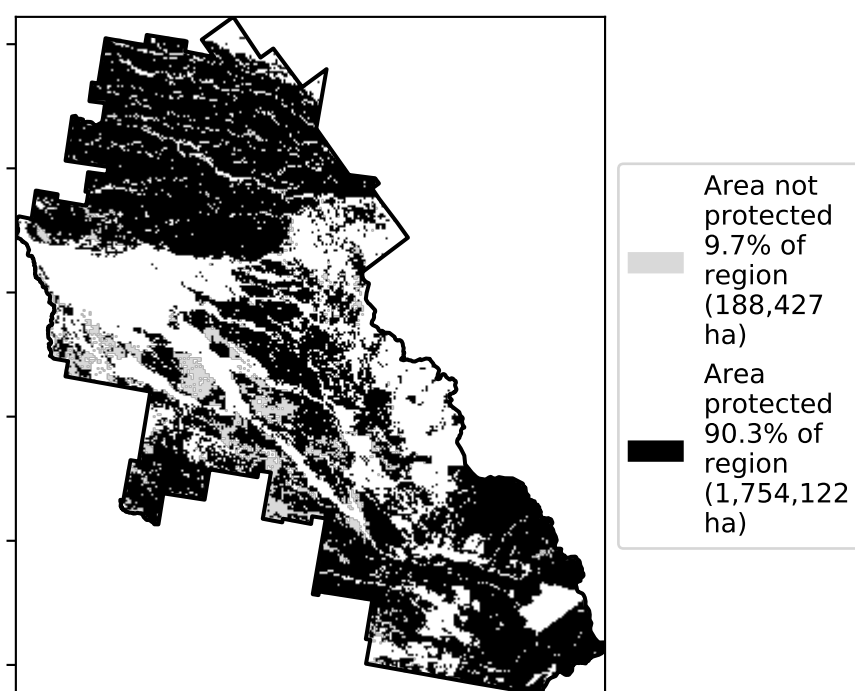 Area not
protected
9.7% of
region
(188,427
ha)
Area
protected
90.3% of
region
(1,754,122
ha)